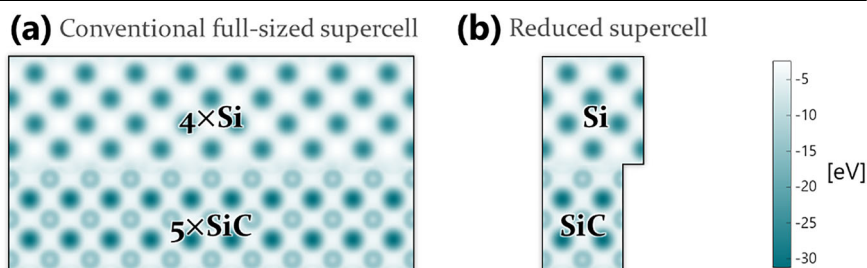 (a) Conventional full-sized supercell
(b) Reduced supercell
4×Si
Si
5×SiC
SiC
-5
-10
-15
-20
-25
-30
[eV]